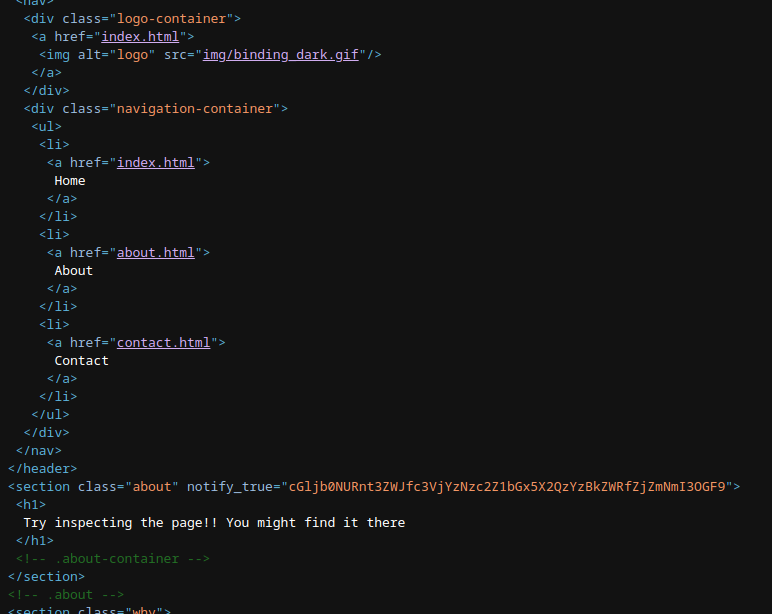 <nav>
<div class="logo-container">
<a href="index.html">
<img alt="logo" src="img/binding_dark.gif"/>
</a>
</div>
<div class="navigation-container">
<ul>
<li>
<a href="index.html">
Home
</a>
</li>
<li>
<a href="about.html">
About
</a>
</li>
<li>
<a href="contact.html">
Contact
</a>
</li>
</ul>
</div>
</nav>
</header>
<section class="about" notify_true="cGljb0NURnt3ZWJfc3VjYzNzc2Z1bGx5X2QzYzBkZWRfZjZmNmI3OGF9">
<h1>
Try inspecting the page!! You might find it there
</h1>
<!-- .about-container -->
</section>
<!-- .about -->
<section class="why">